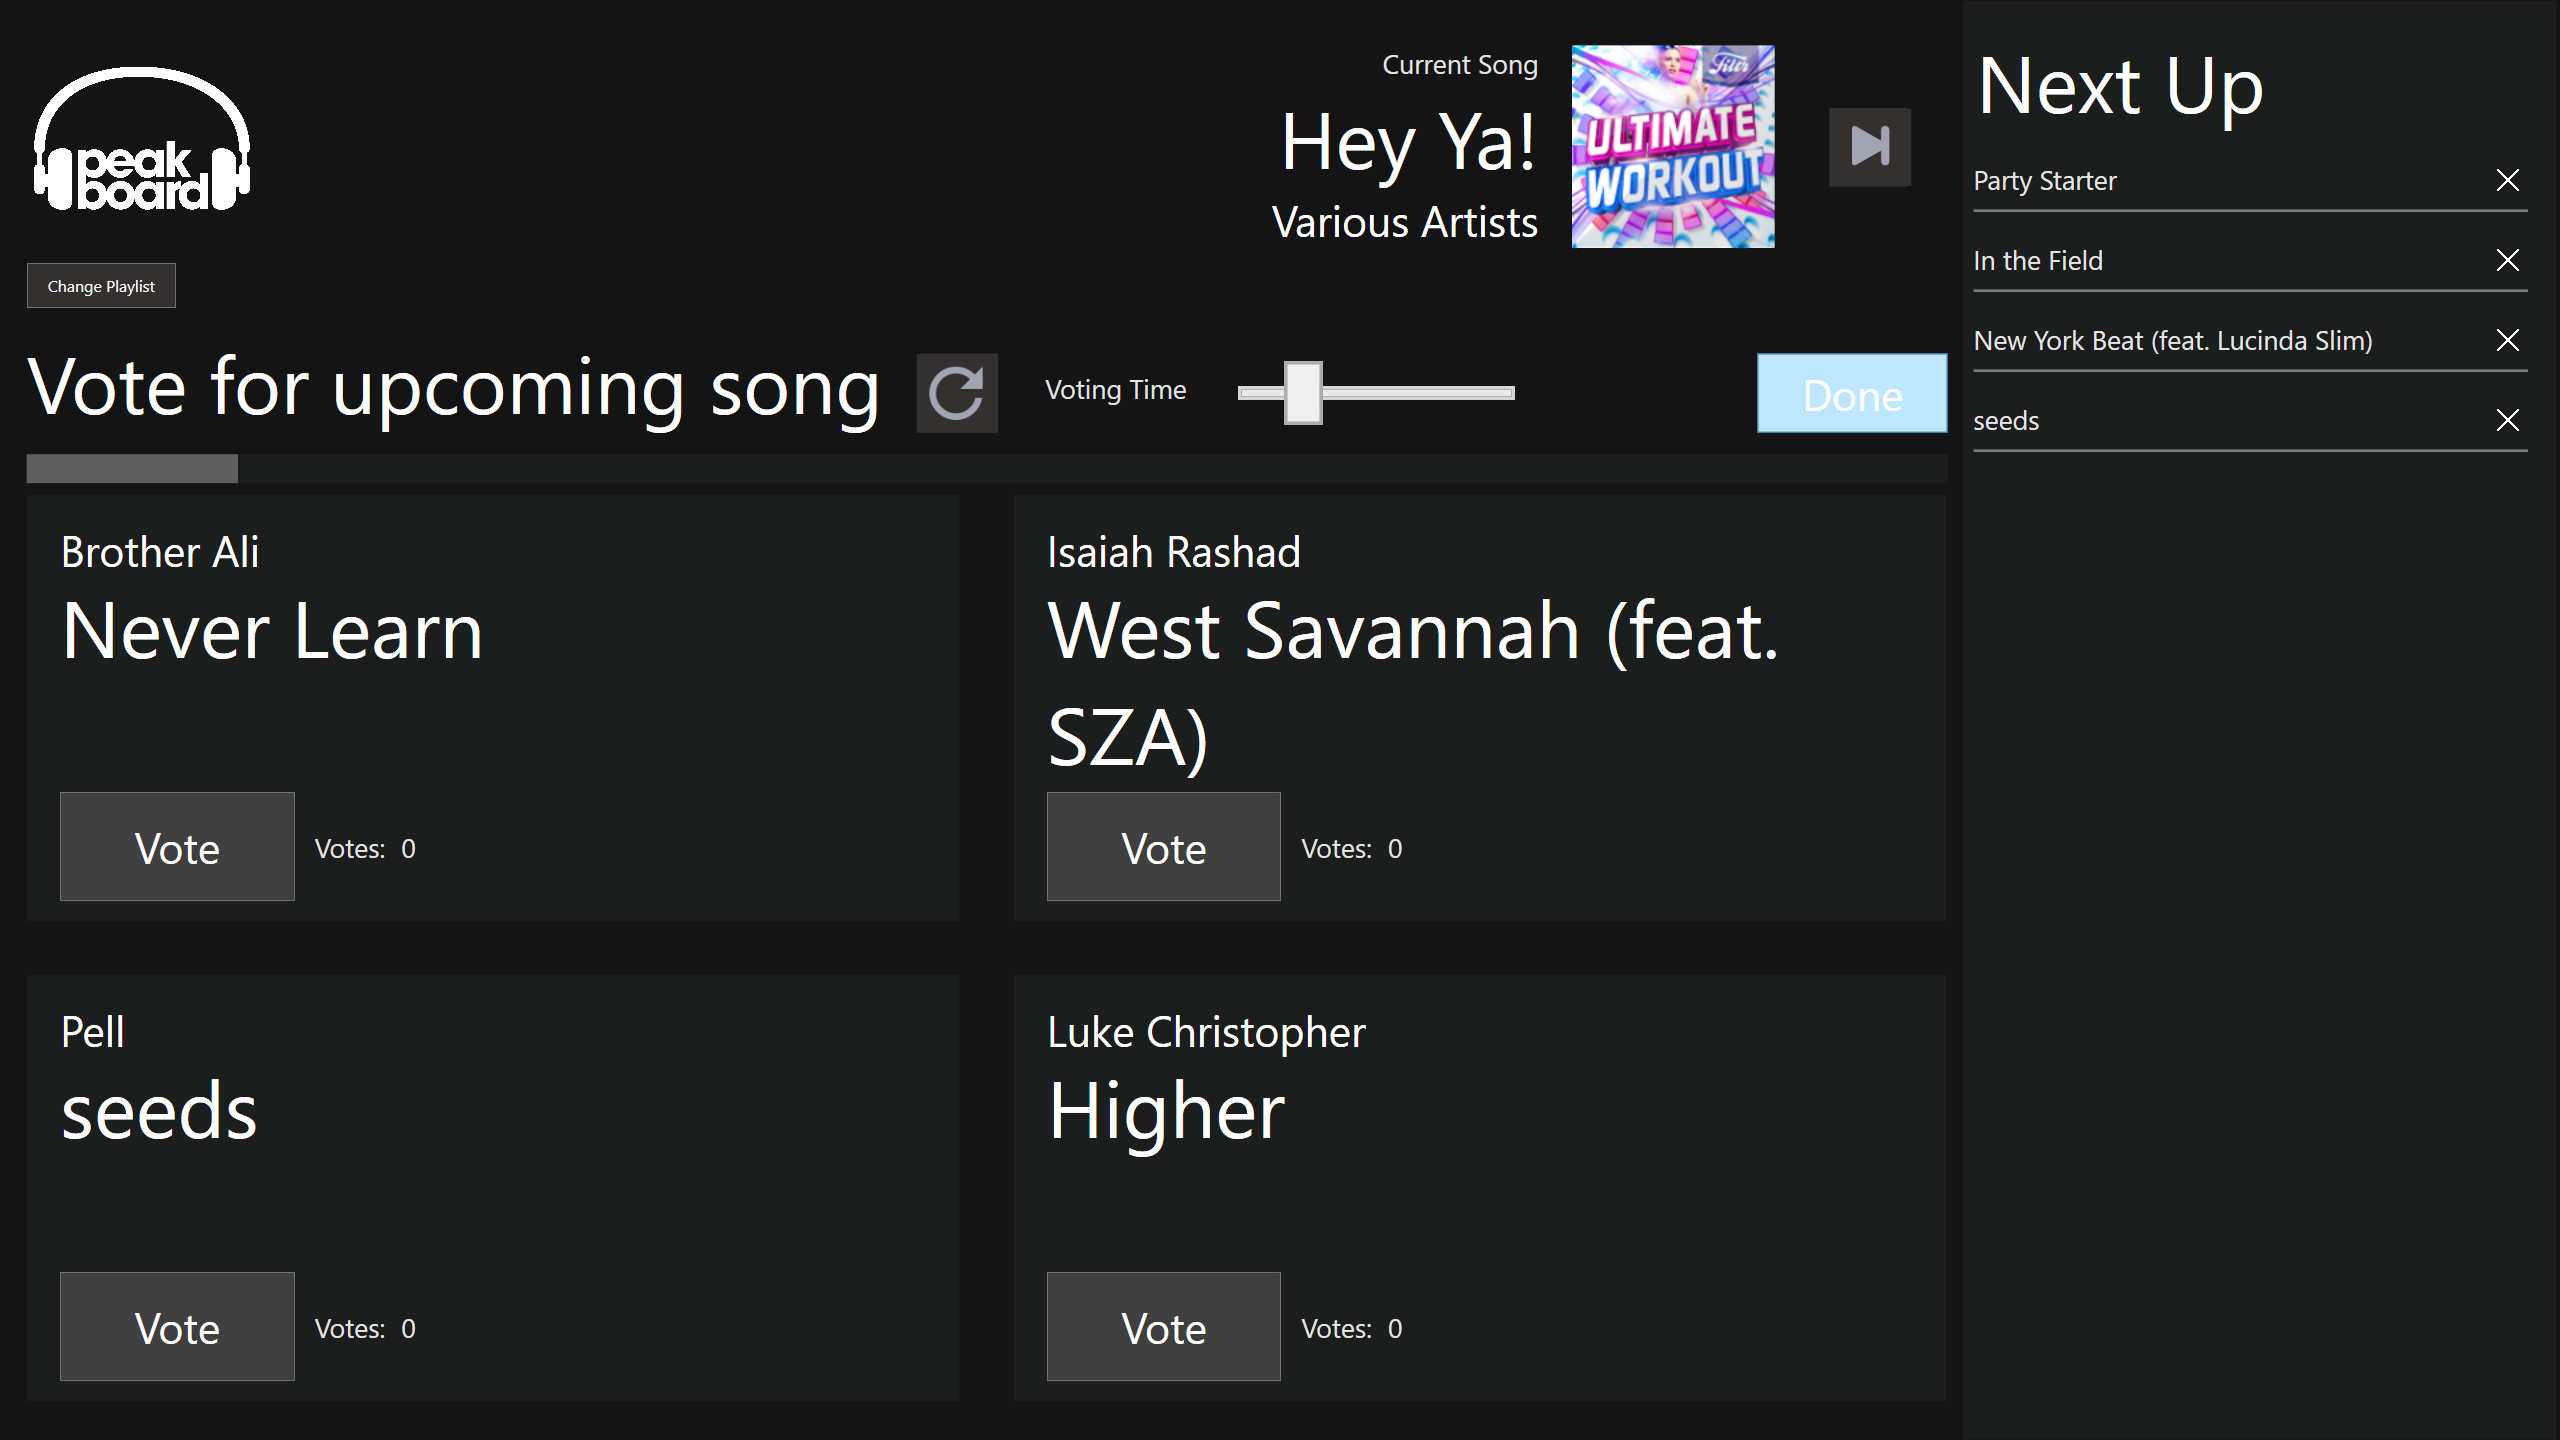 peak
board
Current Song
Hey Ya!
Various Artists
Filtr
ULTIMATE
WORKOUT
Change Playlist
Vote for upcoming song
Voting Time
Done
Brother Ali
Never Learn
Vote
Votes: 0
Isaiah Rashad
West Savannah (feat.
SZA)
Vote
Votes: 0
Pell
seeds
Vote
Votes: 0
Luke Christopher
Higher
Vote
Votes: 0
Next Up
Party Starter
In the Field
New York Beat (feat. Lucinda Slim)
seeds